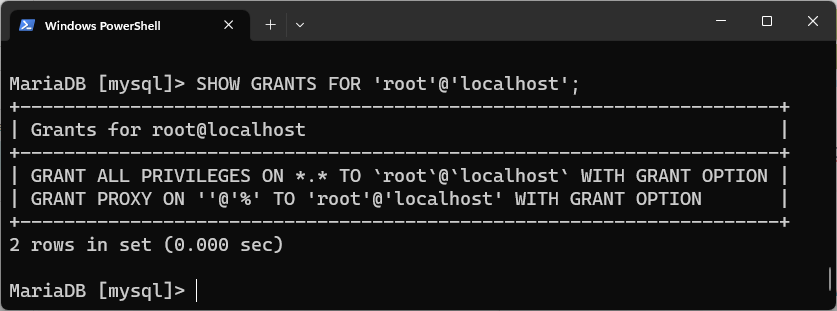 Windows PowerShell
MariaDB [mysql]> SHOW GRANTS FOR 'root'@'localhost';
+---------------------------------------------------------------------+
| Grants for root@localhost                                           |
+---------------------------------------------------------------------+
| GRANT ALL PRIVILEGES ON *.* TO `root`@`localhost` WITH GRANT OPTION |
| GRANT PROXY ON ''@'%' TO 'root'@'localhost' WITH GRANT OPTION       |
+---------------------------------------------------------------------+
2 rows in set (0.000 sec)
MariaDB [mysql]>